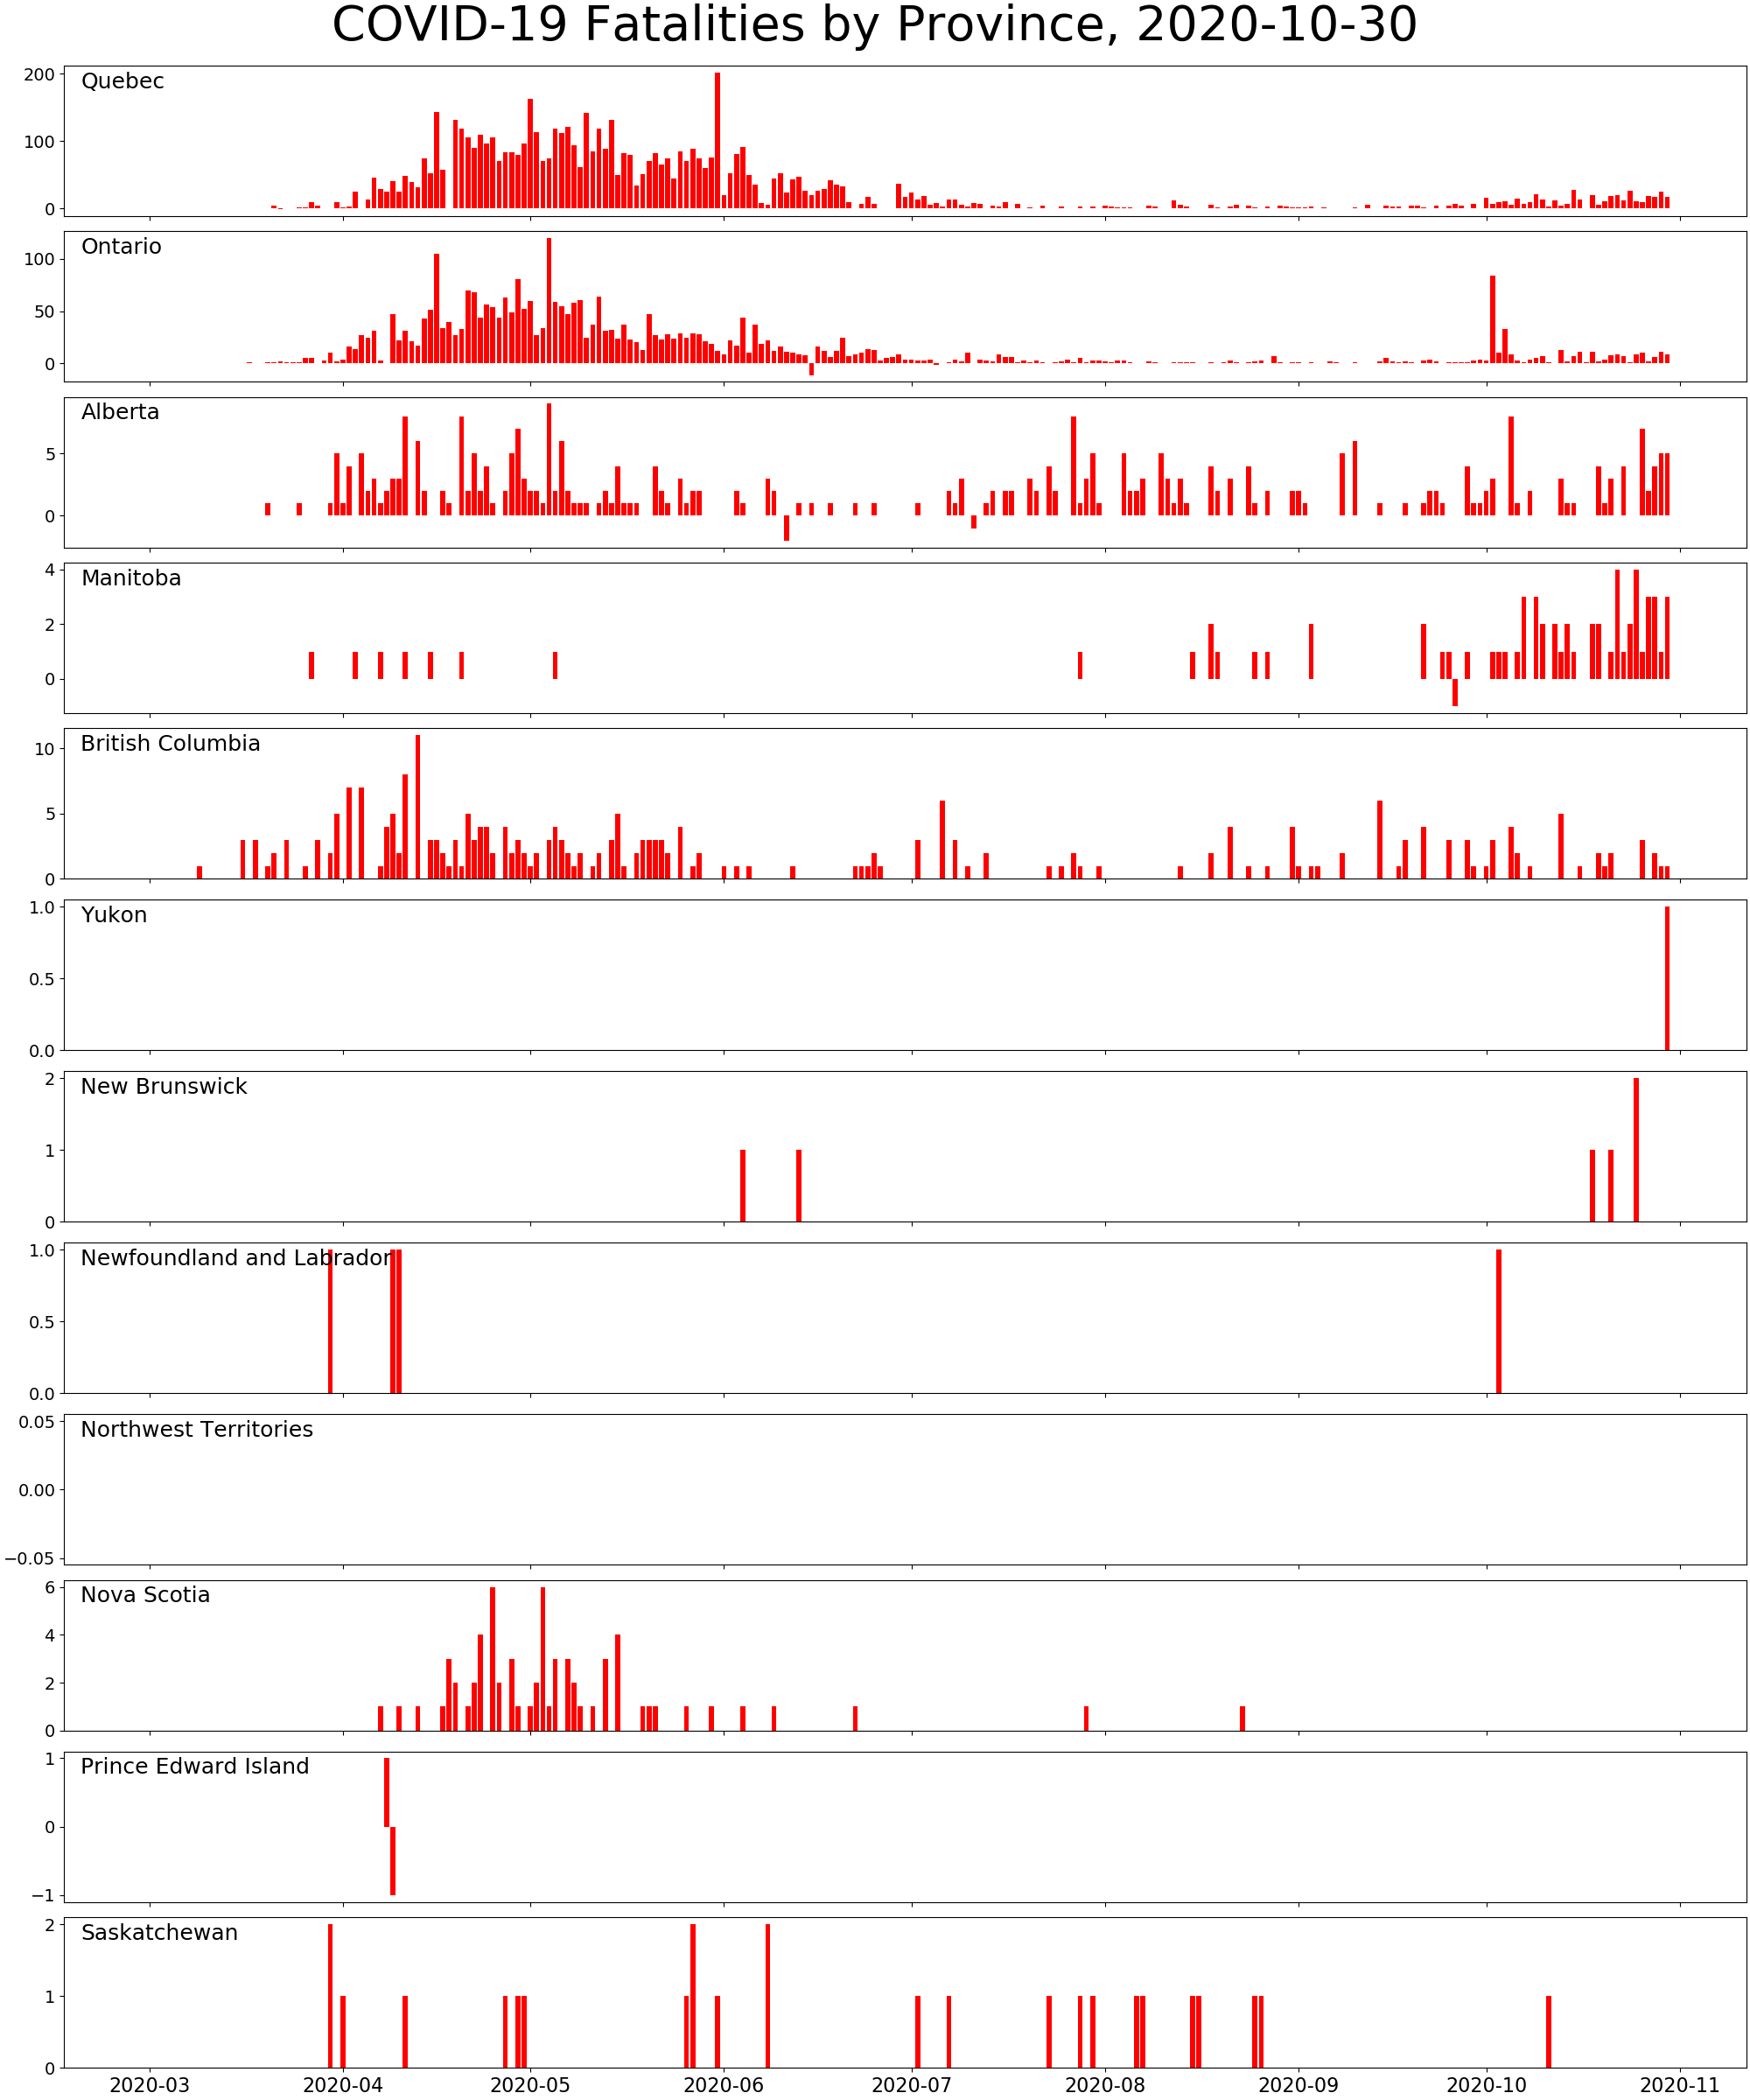 COVID-19 Fatalities by Province, 2020-10-30
Quebec
200
100
0
Ontario
100
50
0
Alberta
5
0
Manitoba
4
2
0
British Columbia
10
5
0
Yukon
1.0
0.5
0.0
New Brunswick
2
1
0
Newfoundland and Labrador
1.0
0.5
0.0
Northwest Territories
0.05
0.00
−0.05
Nova Scotia
6
4
2
0
Prince Edward Island
1
0
−1
Saskatchewan
2
1
0
2020-03 2020-04 2020-05 2020-06 2020-07 2020-08 2020-09 2020-10 2020-11